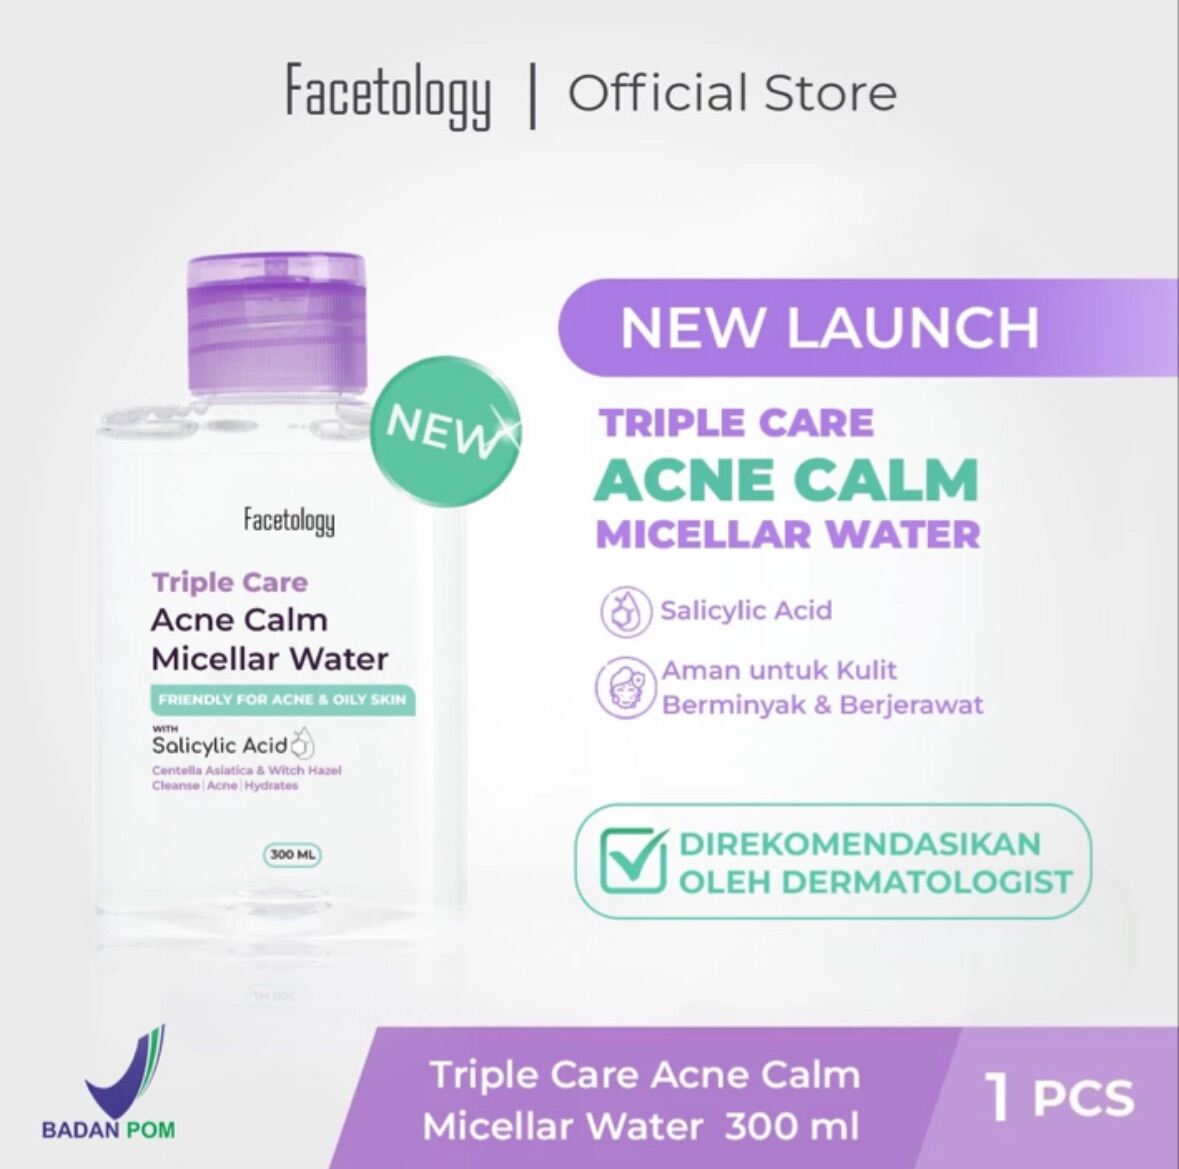 Facetology | Official Store
NEW LAUNCH
NEW
TRIPLE CARE
ACNE CALM
MICELLAR WATER
Facetology
Triple Care
Acne Calm
Micellar Water
FRIENDLY FOR ACNE & OILY SKIN
WITH
Salicylic Acid
Centella Asiatica & Witch Hazel
Cleanse | Acne | Hydrates
300 ML
Salicylic Acid
Aman untuk Kulit
Berminyak & Berjerawat
DIREKOMENDASIKAN
OLEH DERMATOLOGIST
BADAN POM
Triple Care Acne Calm
Micellar Water 300 ml
1 PCS